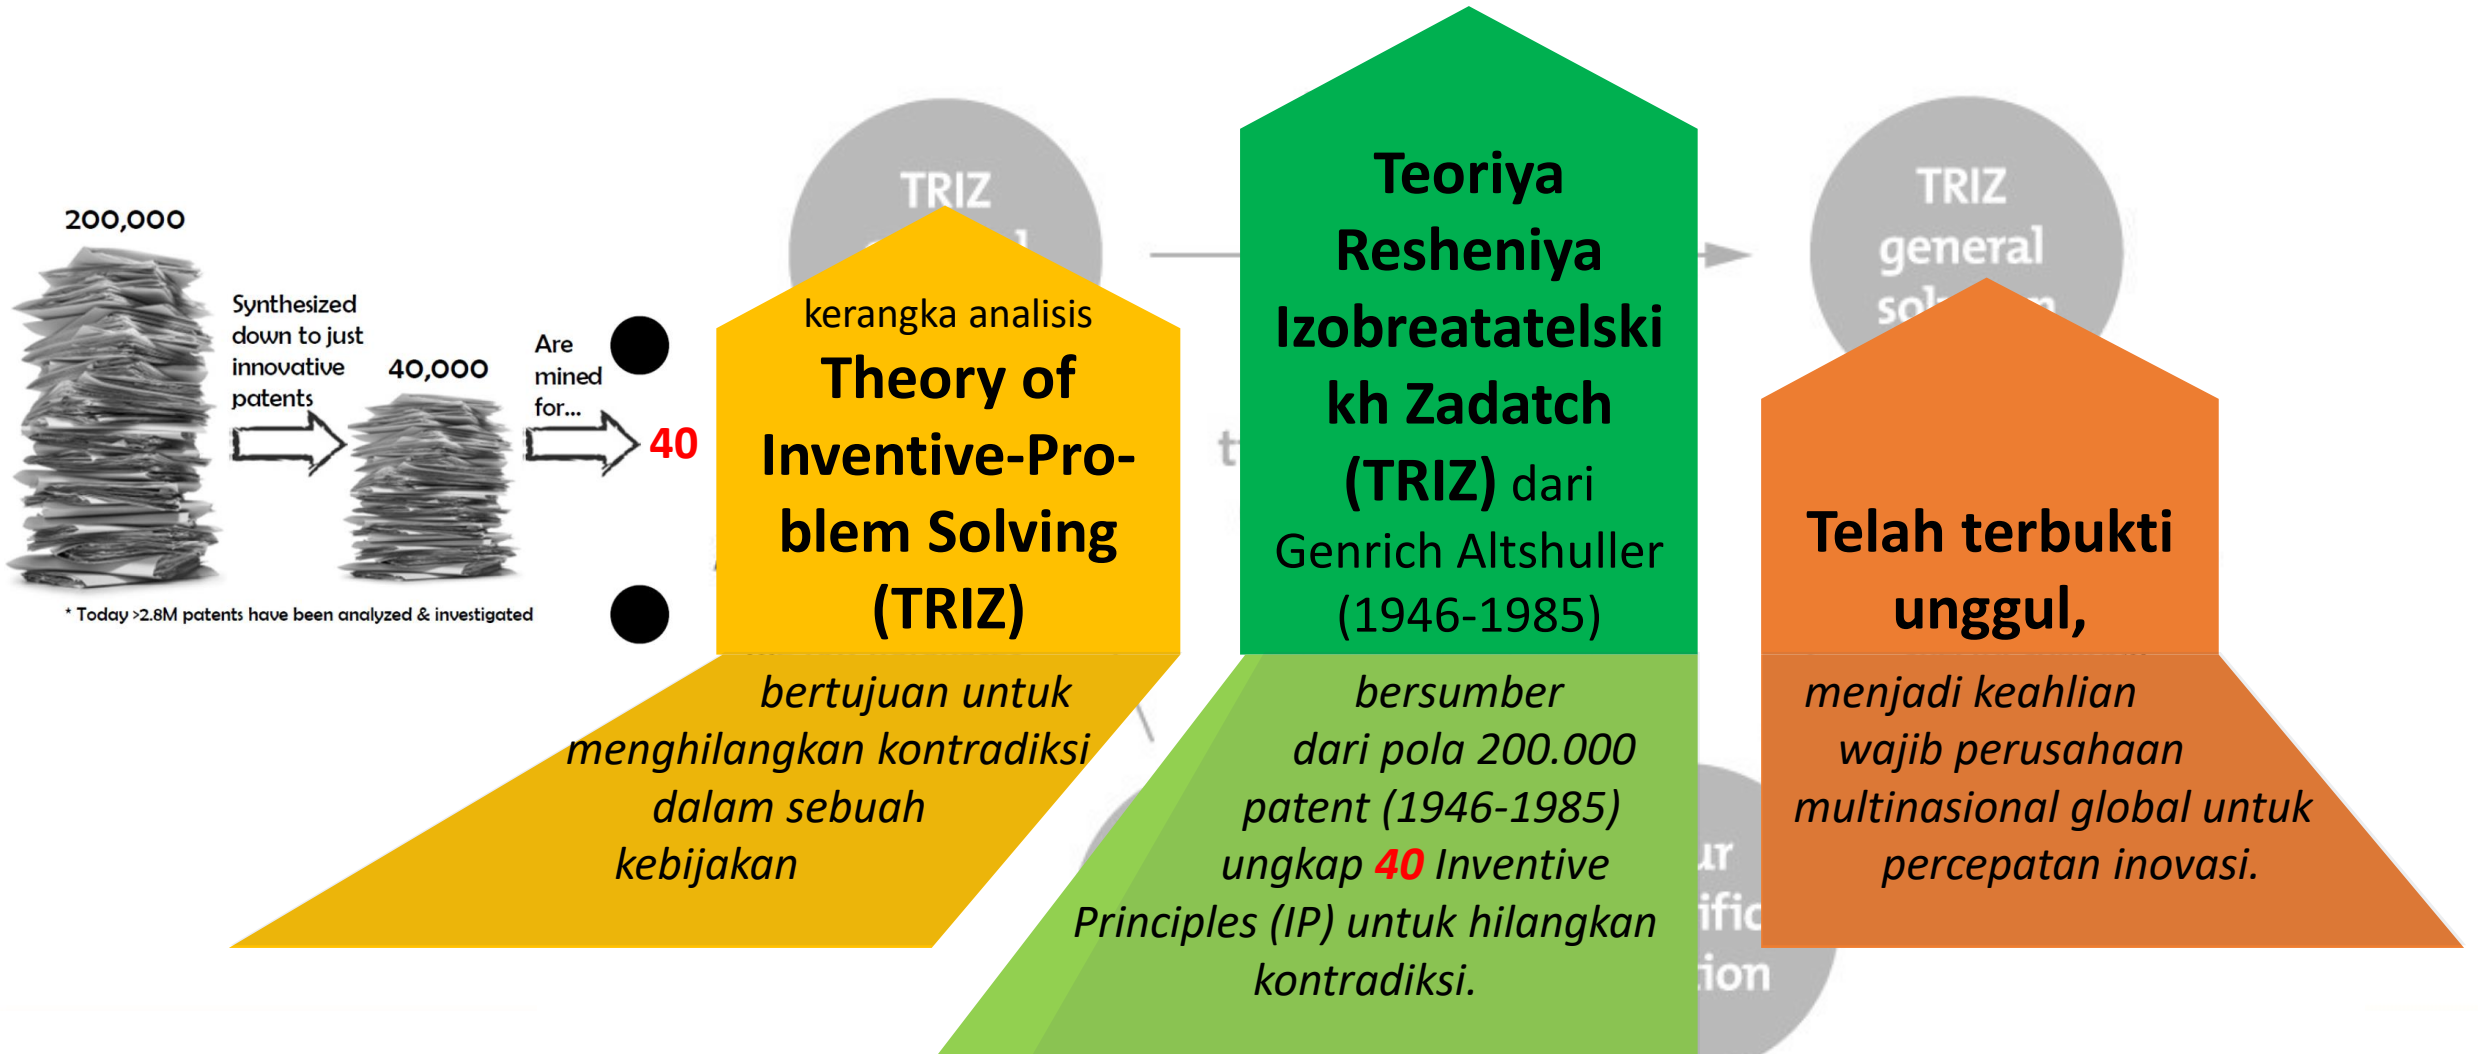 200,000
Synthesized
down to just
innovative
patents
40,000
Are
mined
for...
40
* Today >2.8M patents have been analyzed & investigated
TRIZ
kerangka analisis
Theory of
Inventive-Pro-
blem Solving
(TRIZ)
bertujuan untuk
menghilangkan kontradiksi
dalam sebuah
kebijakan
Teoriya
Resheniya
Izobreatatelski
kh Zadatch
(TRIZ) dari
Genrich Altshuller
(1946-1985)
bersumber
dari pola 200.000
patent (1946-1985)
ungkap 40 Inventive
Principles (IP) untuk hilangkan
kontradiksi.
TRIZ
general
Telah terbukti
unggul,
menjadi keahlian
wajib perusahaan
multinasional global untuk
percepatan inovasi.